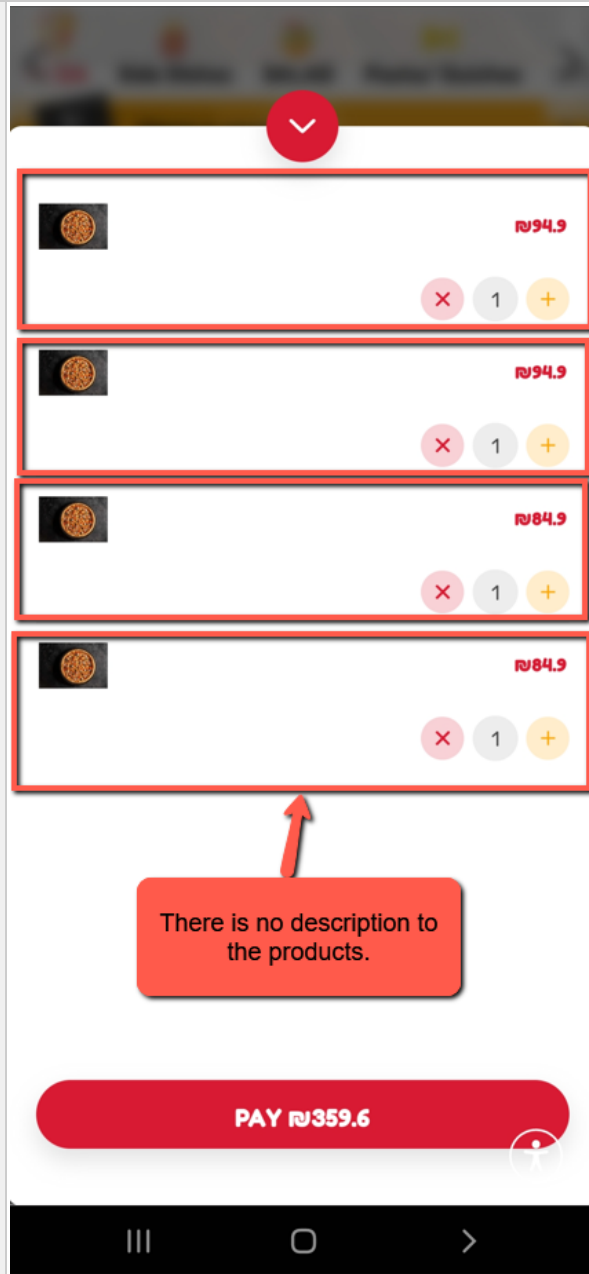 ₪94.9
1
₪94.9
1
₪84.9
1
₪84.9
1
There is no description to
the products.
PAY ₪359.6